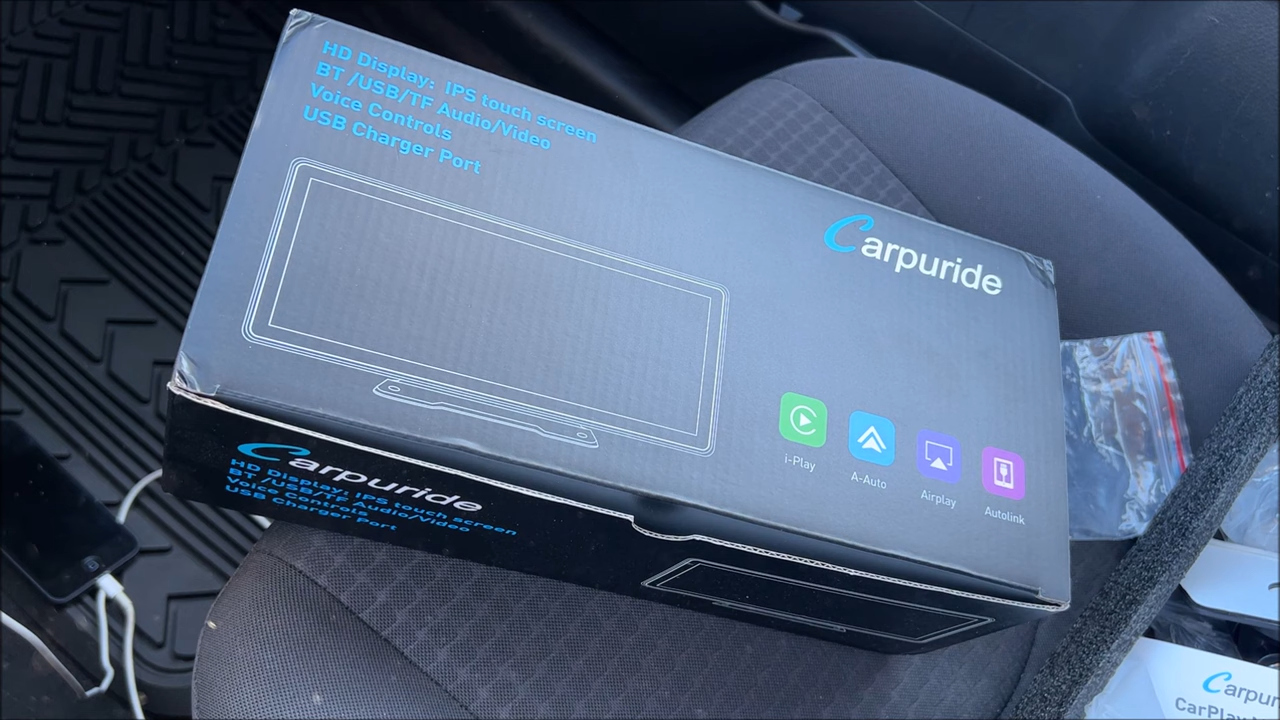 HD Display: IPS touch screen
BT /USB/TF Audio/Video
Voice Controls
USB Charger Port
Carpuride
i-Play
A-Auto
Airplay
Autolink
Carpuride
HD Display: IPS touch screen
BT /USB/TF Audio/Video
Voice Controls
USB Charger Port
Carpur
CarPlay